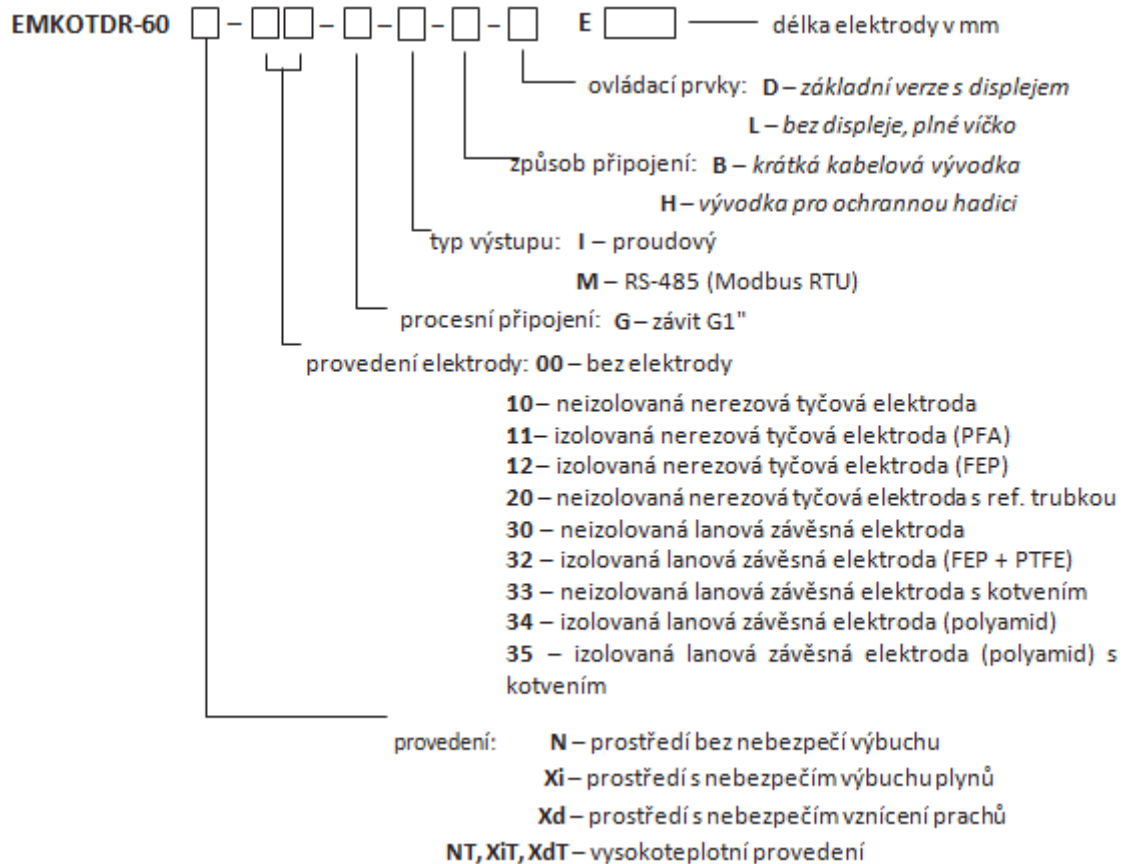 EMKOTDR-60 □ – □□ – □ – □ – □ – □ E □ délka elektrody v mm
ovládací prvky: D – základní verze s displejem
L – bez displeje, plné víčko
způsob připojení: B – krátká kabelová vývodka
H – vývodka pro ochrannou hadici
typ výstupu: I – proudový
M – RS-485 (Modbus RTU)
procesní připojení: G – závit G1"
provedení elektrody: 00 – bez elektrody
10 – neizolovaná nerezová tyčová elektroda
11 – izolovaná nerezová tyčová elektroda (PFA)
12 – izolovaná nerezová tyčová elektroda (FEP)
20 – neizolovaná nerezová tyčová elektroda s ref. trubkou
30 – neizolovaná lanová závěsná elektroda
32 – izolovaná lanová závěsná elektroda (FEP + PTFE)
33 – neizolovaná lanová závěsná elektroda s kotvením
34 – izolovaná lanová závěsná elektroda (polyamid)
35 – izolovaná lanová závěsná elektroda (polyamid) s
kotvením
provedení: N – prostředí bez nebezpečí výbuchu
Xi – prostředí s nebezpečím výbuchu plynů
Xd – prostředí s nebezpečím vznícení prachů
NT, XiT, XdT – vysokoteplotní provedení